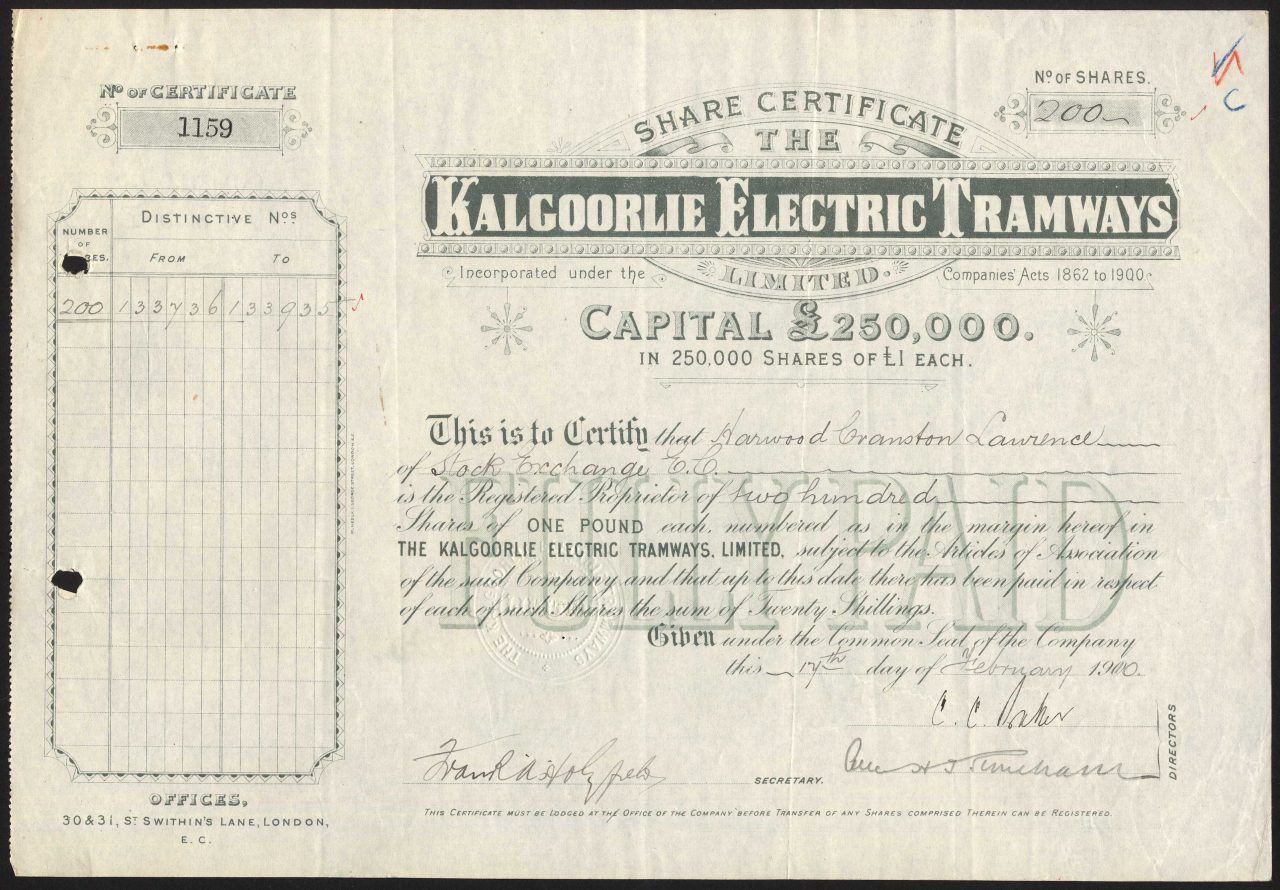 Nº OF CERTIFICATE
1159
Nº OF SHARES.
200
C
SHARE CERTIFICATE
THE
KALGOORLIE ELECTRIC TRAMWAYS
LIMITED.
Incorporated under the Companies' Acts 1862 to 1900.
CAPITAL £250,000.
IN 250,000 SHARES OF £1 EACH.
DISTINCTIVE Nºs
NUMBER
OF
FROM TO
200 133736 133935
This is to Certify that Harwood Cranston Lawrence
of Stock Exchange E.C.
is the Registered Proprietor of two hundred
Shares of ONE POUND each, numbered as in the margin hereof in
THE KALGOORLIE ELECTRIC TRAMWAYS, LIMITED, subject to the Articles of Association
of the said Company and that up to this date there has been paid in respect
of each of such Shares the sum of Twenty Shillings.
FULLY PAID
Given under the Common Seal of the Company
this 17th day of February 1900.
C. C.
DIRECTORS
Frank
SECRETARY.
THIS CERTIFICATE MUST BE LODGED AT THE OFFICE OF THE COMPANY BEFORE TRANSFER OF ANY SHARES COMPRISED THEREIN CAN BE REGISTERED.
OFFICES,
30 & 31, ST SWITHIN'S LANE, LONDON,
E. C.